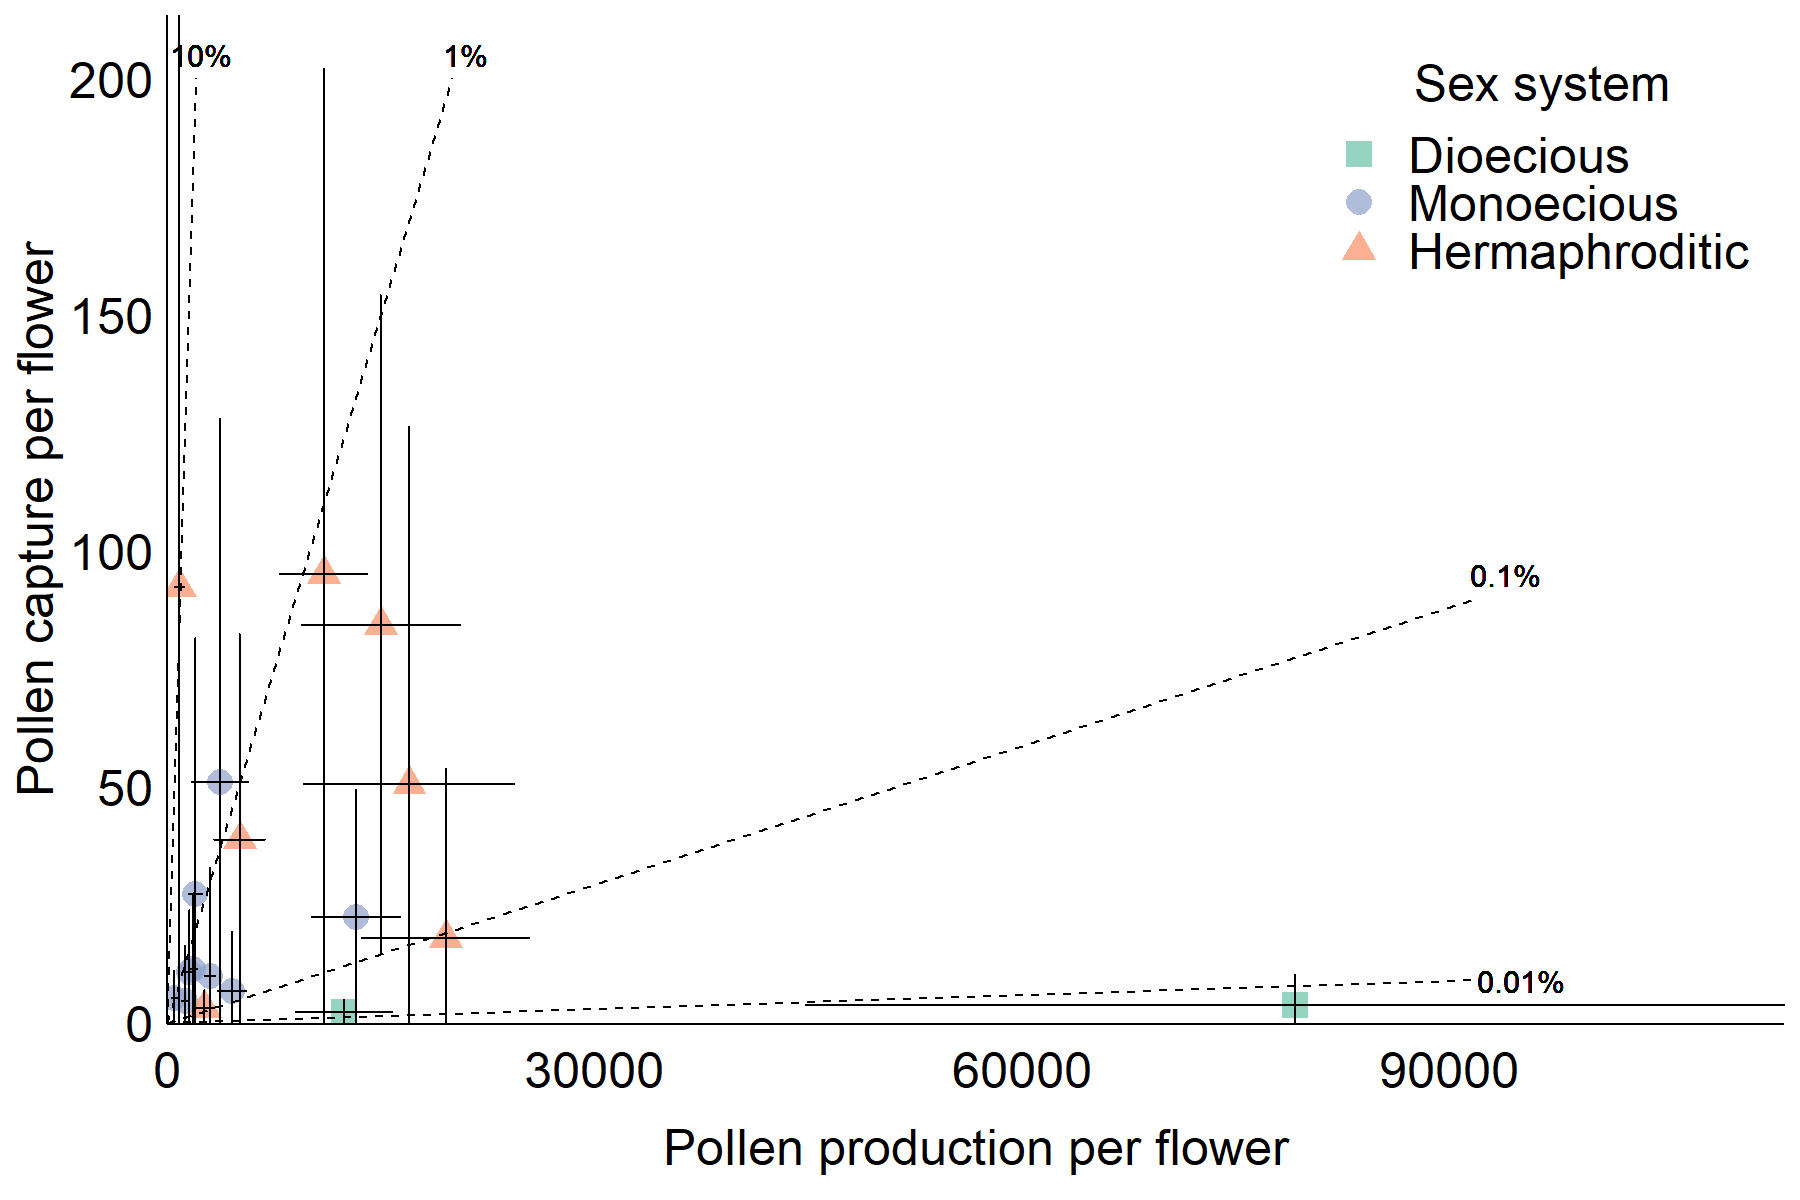 10%
1%
200
150
100
50
0
Pollen capture per flower
Sex system
Dioecious
Monoecious
Hermaphroditic
0.1%
0.01%
0
30000
60000
90000
Pollen production per flower